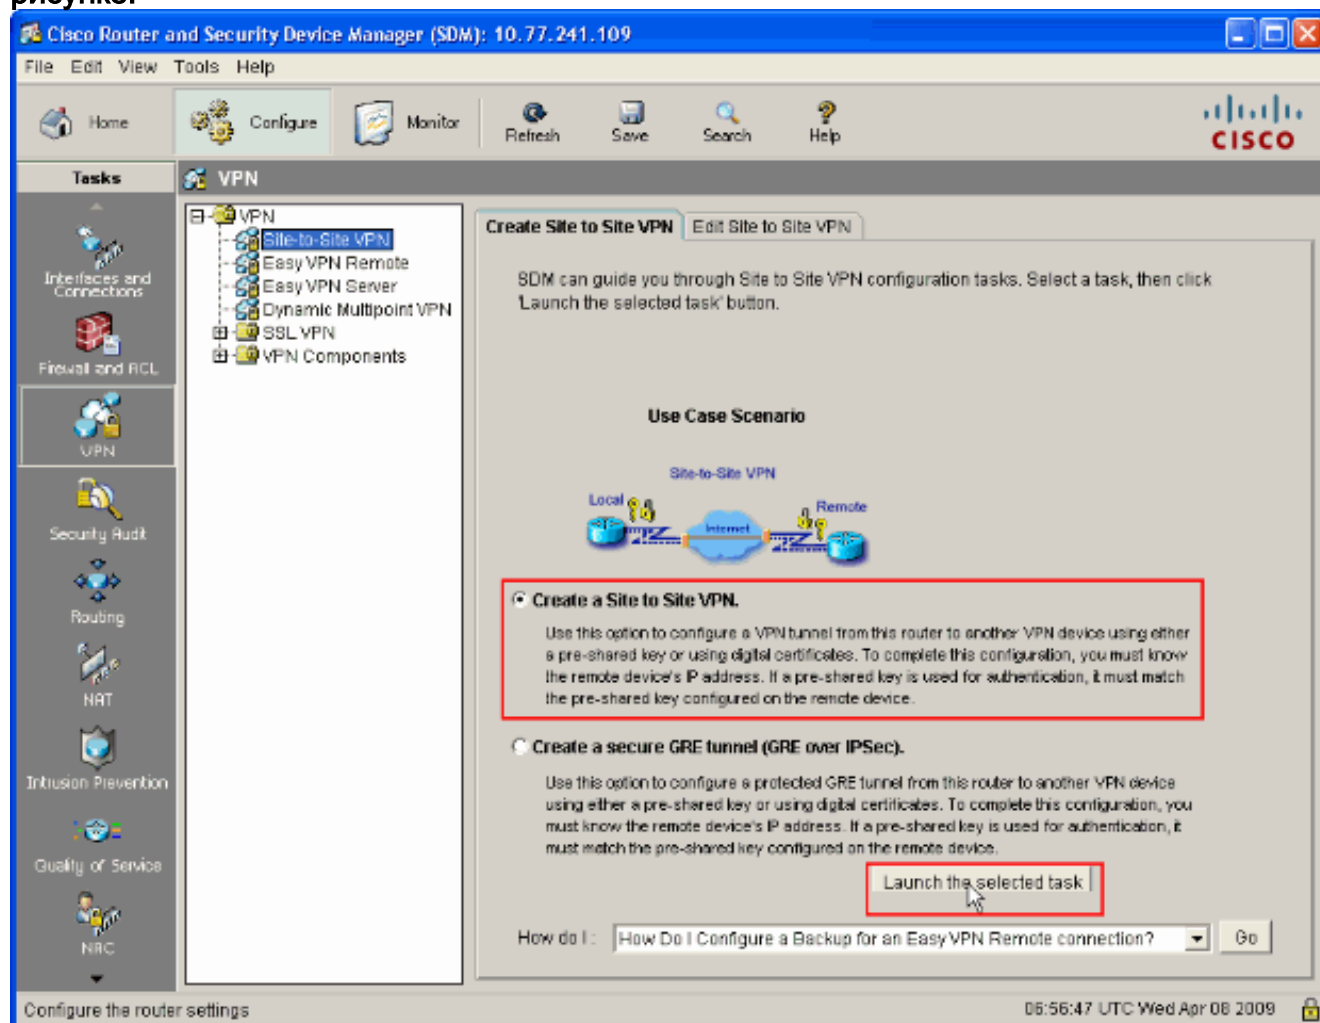 рисунке.
Cisco Router and Security Device Manager (SDM): 10.77.241.109
File Edit View Tools Help
Home
Configure
Monitor
Refresh
Save
Search
Help
CISCO
Tasks
VPN
Interfaces and Connections
Firewall and ACL
VPN
Security Audit
Routing
NAT
Intrusion Prevention
Quality of Service
NAC
VPN
Site-to-Site VPN
Easy VPN Remote
Easy VPN Server
Dynamic Multipoint VPN
SSL VPN
VPN Components
Create Site to Site VPN
Edit Site to Site VPN
SDM can guide you through Site to Site VPN configuration tasks. Select a task, then click
'Launch the selected task' button.
Use Case Scenario
Site-to-Site VPN
Local
Internet
Remote
Create a Site to Site VPN.
Use this option to configure a VPN tunnel from this router to another VPN device using either
a pre-shared key or using digital certificates. To complete this configuration, you must know
the remote device's IP address. If a pre-shared key is used for authentication, it must match
the pre-shared key configured on the remote device.
Create a secure GRE tunnel (GRE over IPSec).
Use this option to configure a protected GRE tunnel from this router to another VPN device
using either a pre-shared key or using digital certificates. To complete this configuration, you
must know the remote device's IP address. If a pre-shared key is used for authentication, it
must match the pre-shared key configured on the remote device.
Launch the selected task
How do I : How Do I Configure a Backup for an Easy VPN Remote connection? Go
Configure the router settings
06:56:47 UTC Wed Apr 08 2009